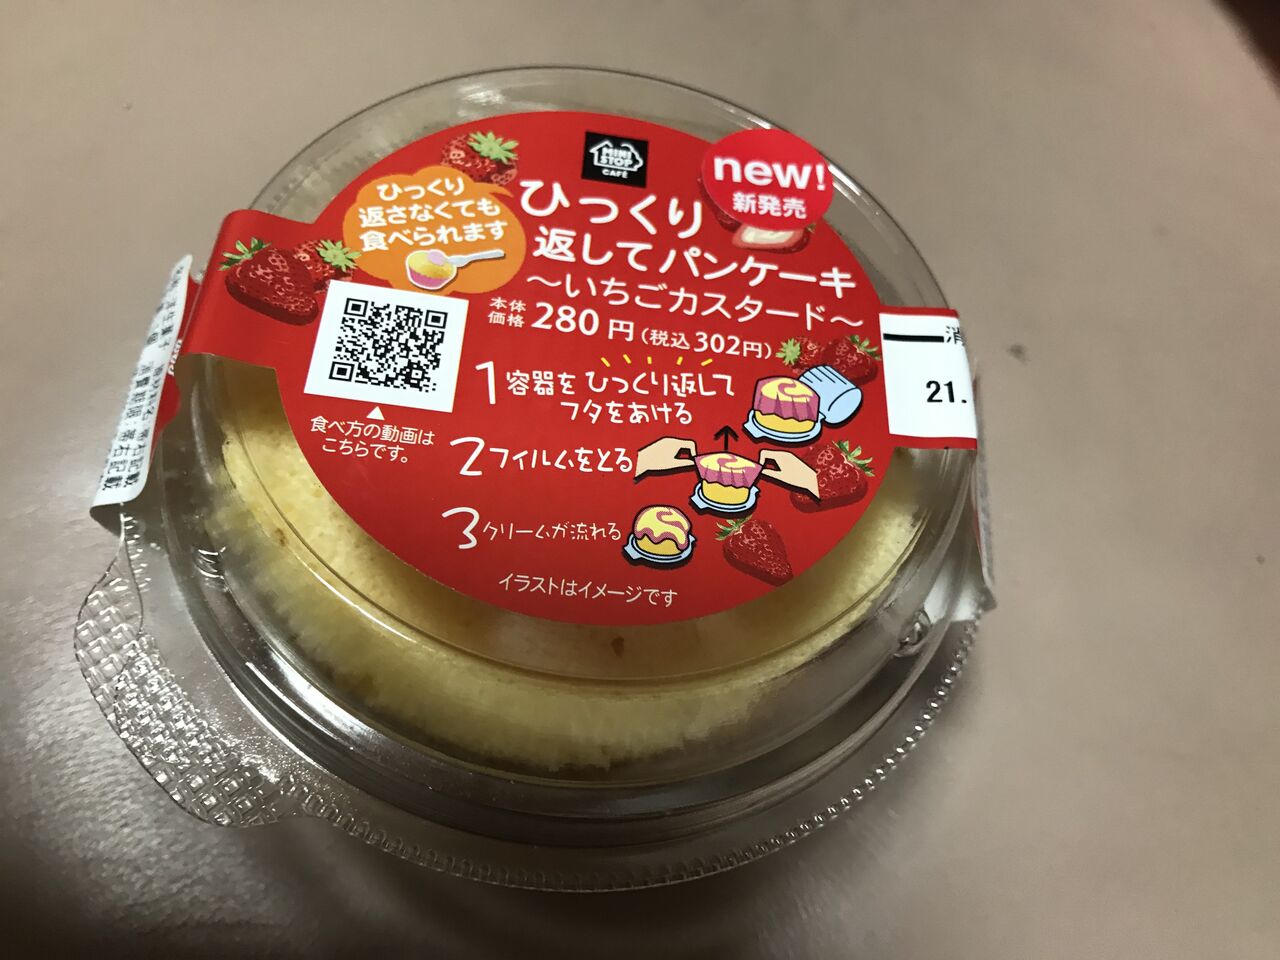 MINI
STOP
CAFÉ
new!
新発売
ひっくり
返さなくても
食べられます
ひっくり
返してパンケーキ
～いちごカスタード～
本体
価格 280円(税込302円)
食べ方の動画は
こちらです。
1 容器をひっくり返して
フタをあける
2 フィルムをとる
3 クリームが流れる
イラストはイメージです
消
21.